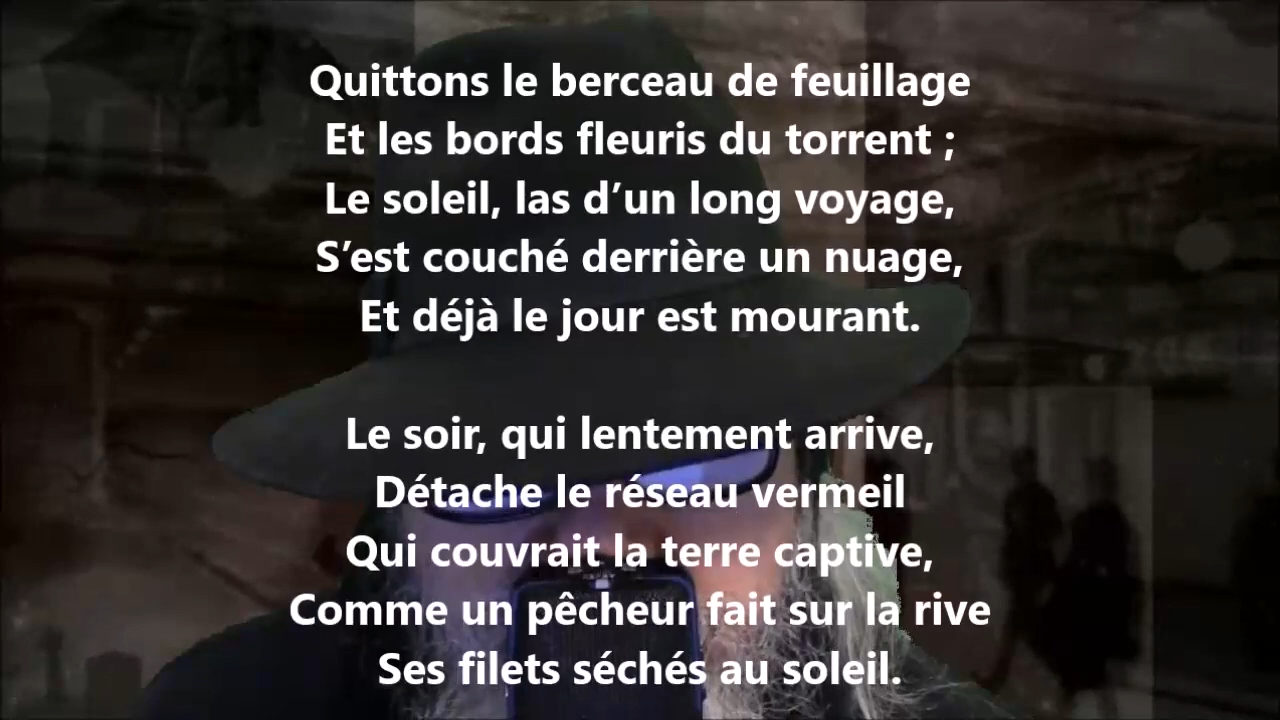 Quittons le berceau de feuillage
Et les bords fleuris du torrent ;
Le soleil, las d’un long voyage,
S’est couché derrière un nuage,
Et déjà le jour est mourant.
Le soir, qui lentement arrive,
Détache le réseau vermeil
Qui couvrait la terre captive,
Comme un pêcheur fait sur la rive
Ses filets séchés au soleil.